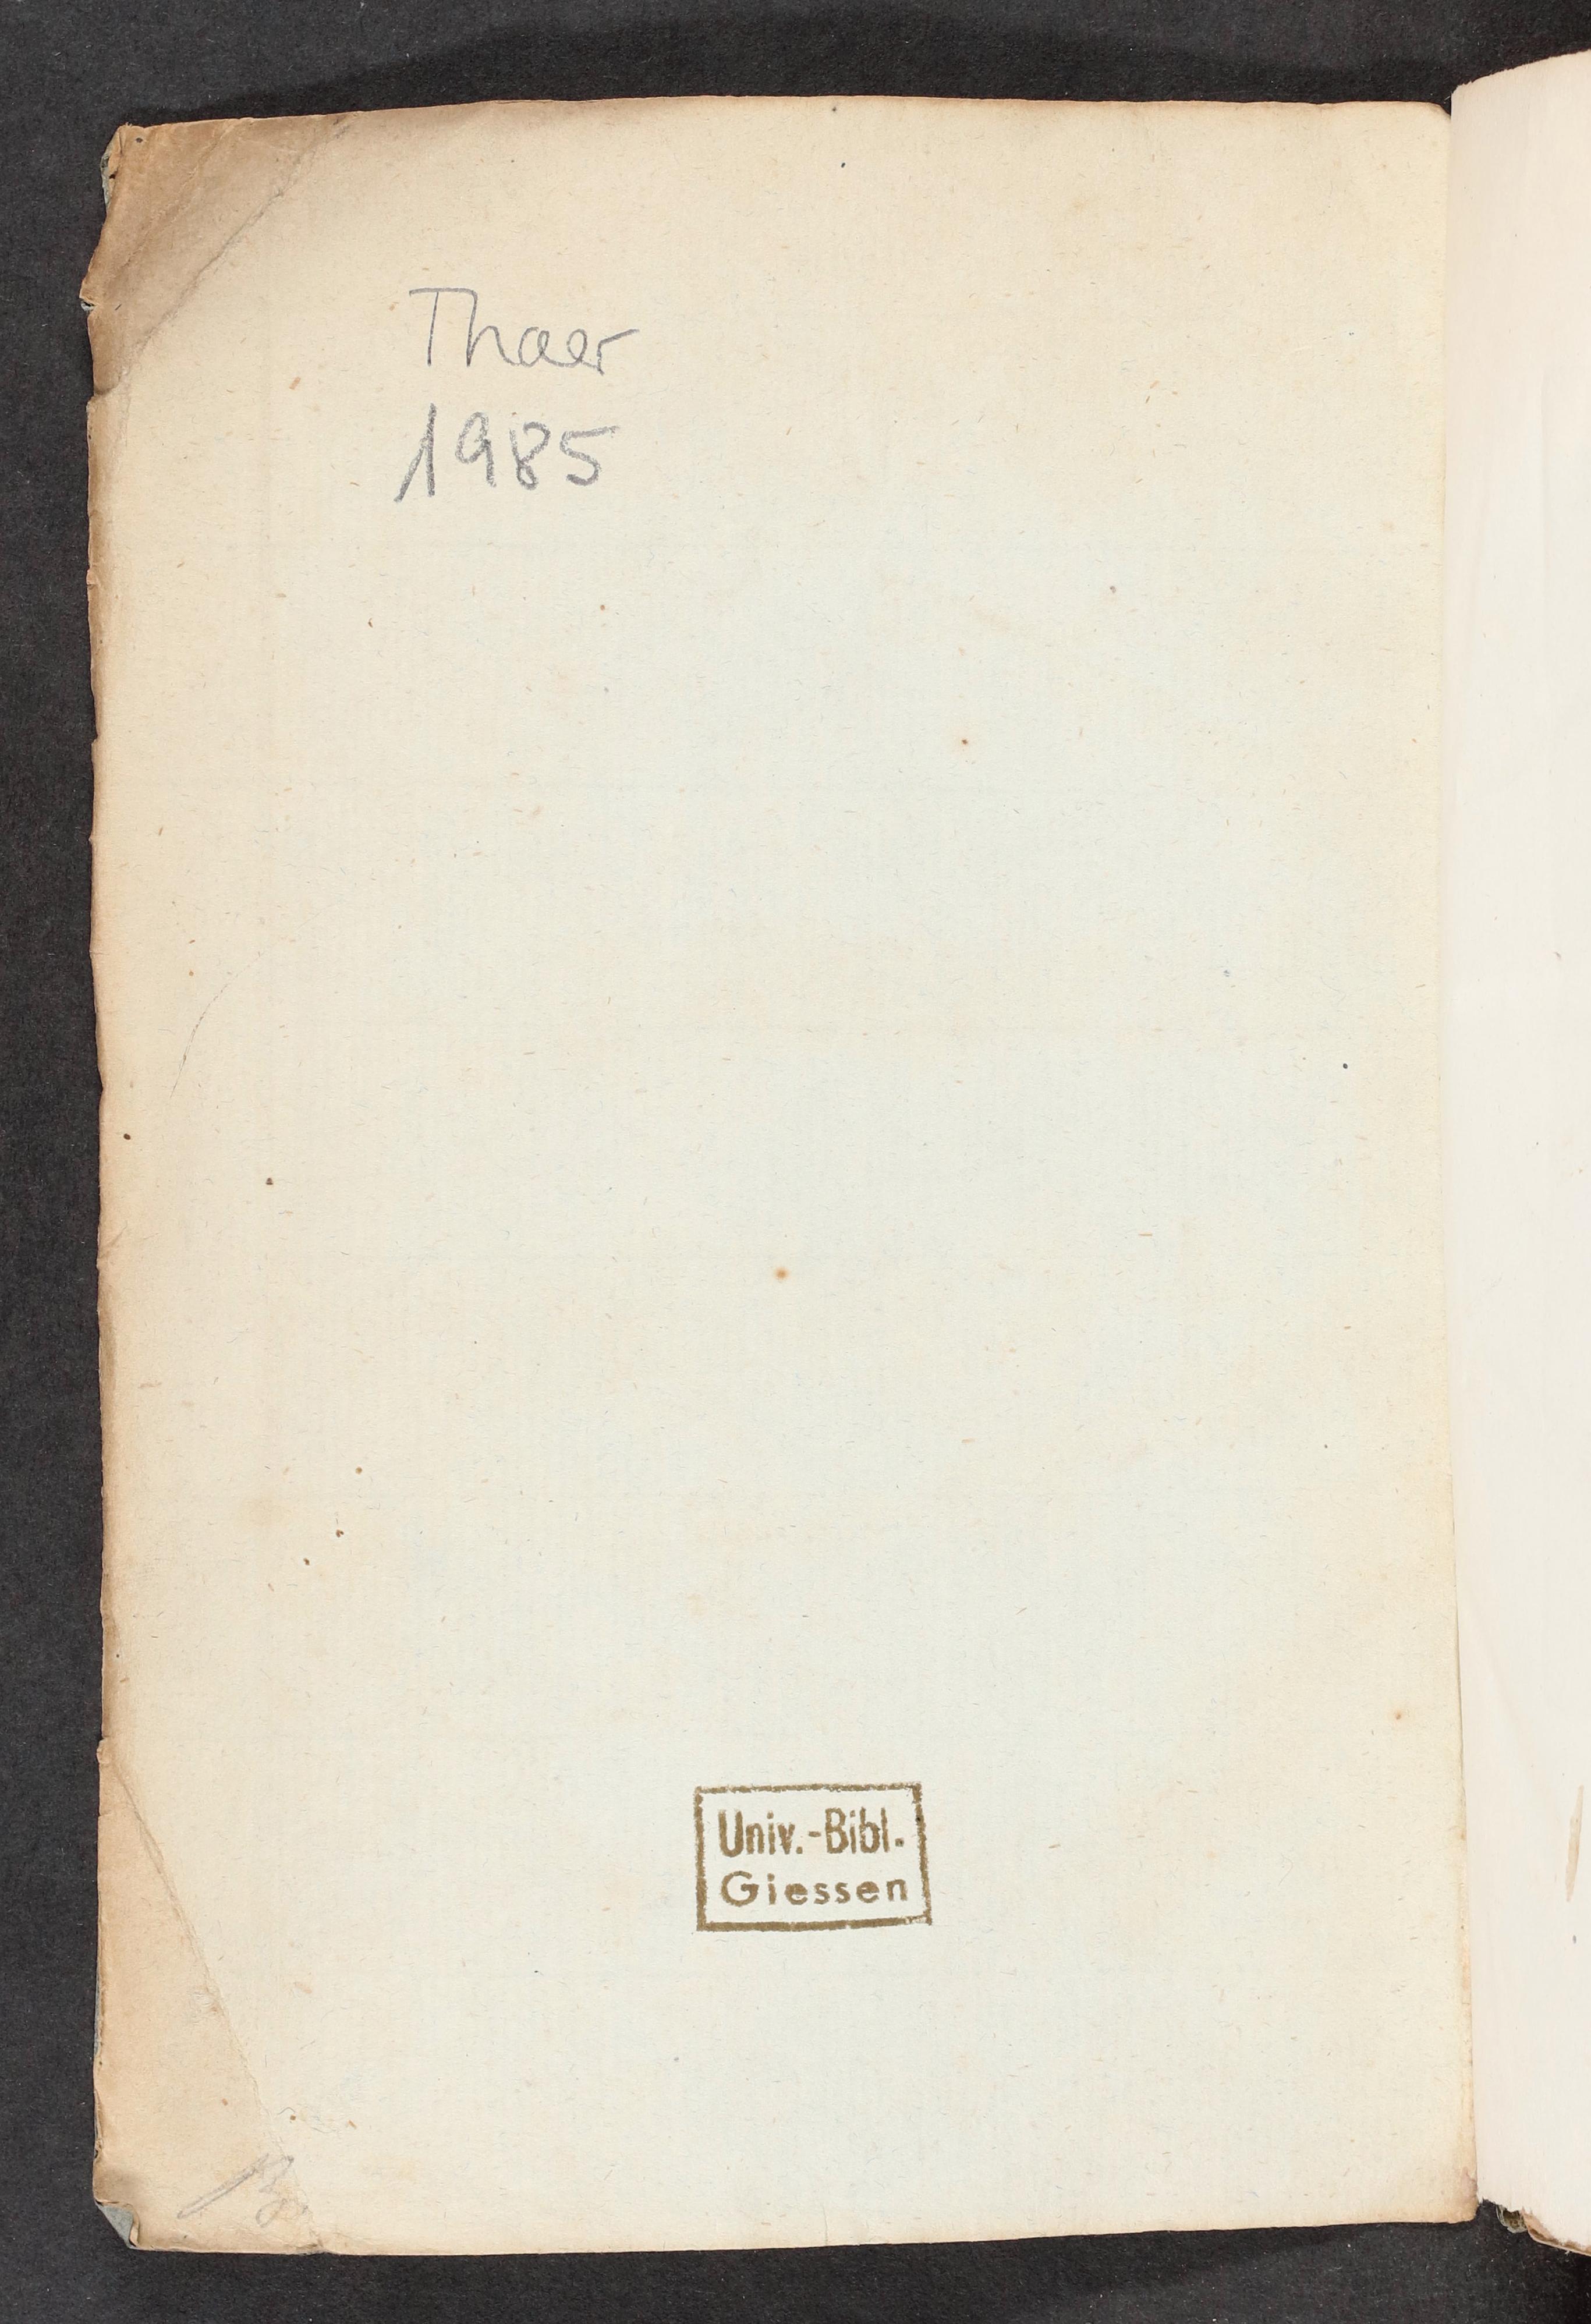 Thaer
1985
Univ.-Bibl.
Giessen